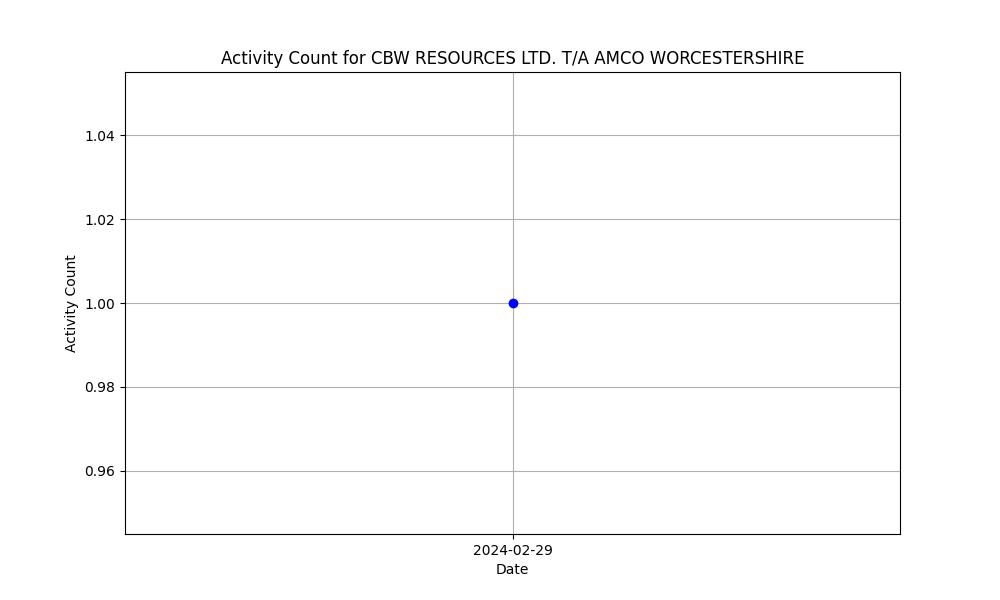 Activity Count for CBW RESOURCES LTD. T/A AMCO WORCESTERSHIRE
1.04
1.02
1.00
0.98
0.96
Activity Count
2024-02-29
Date